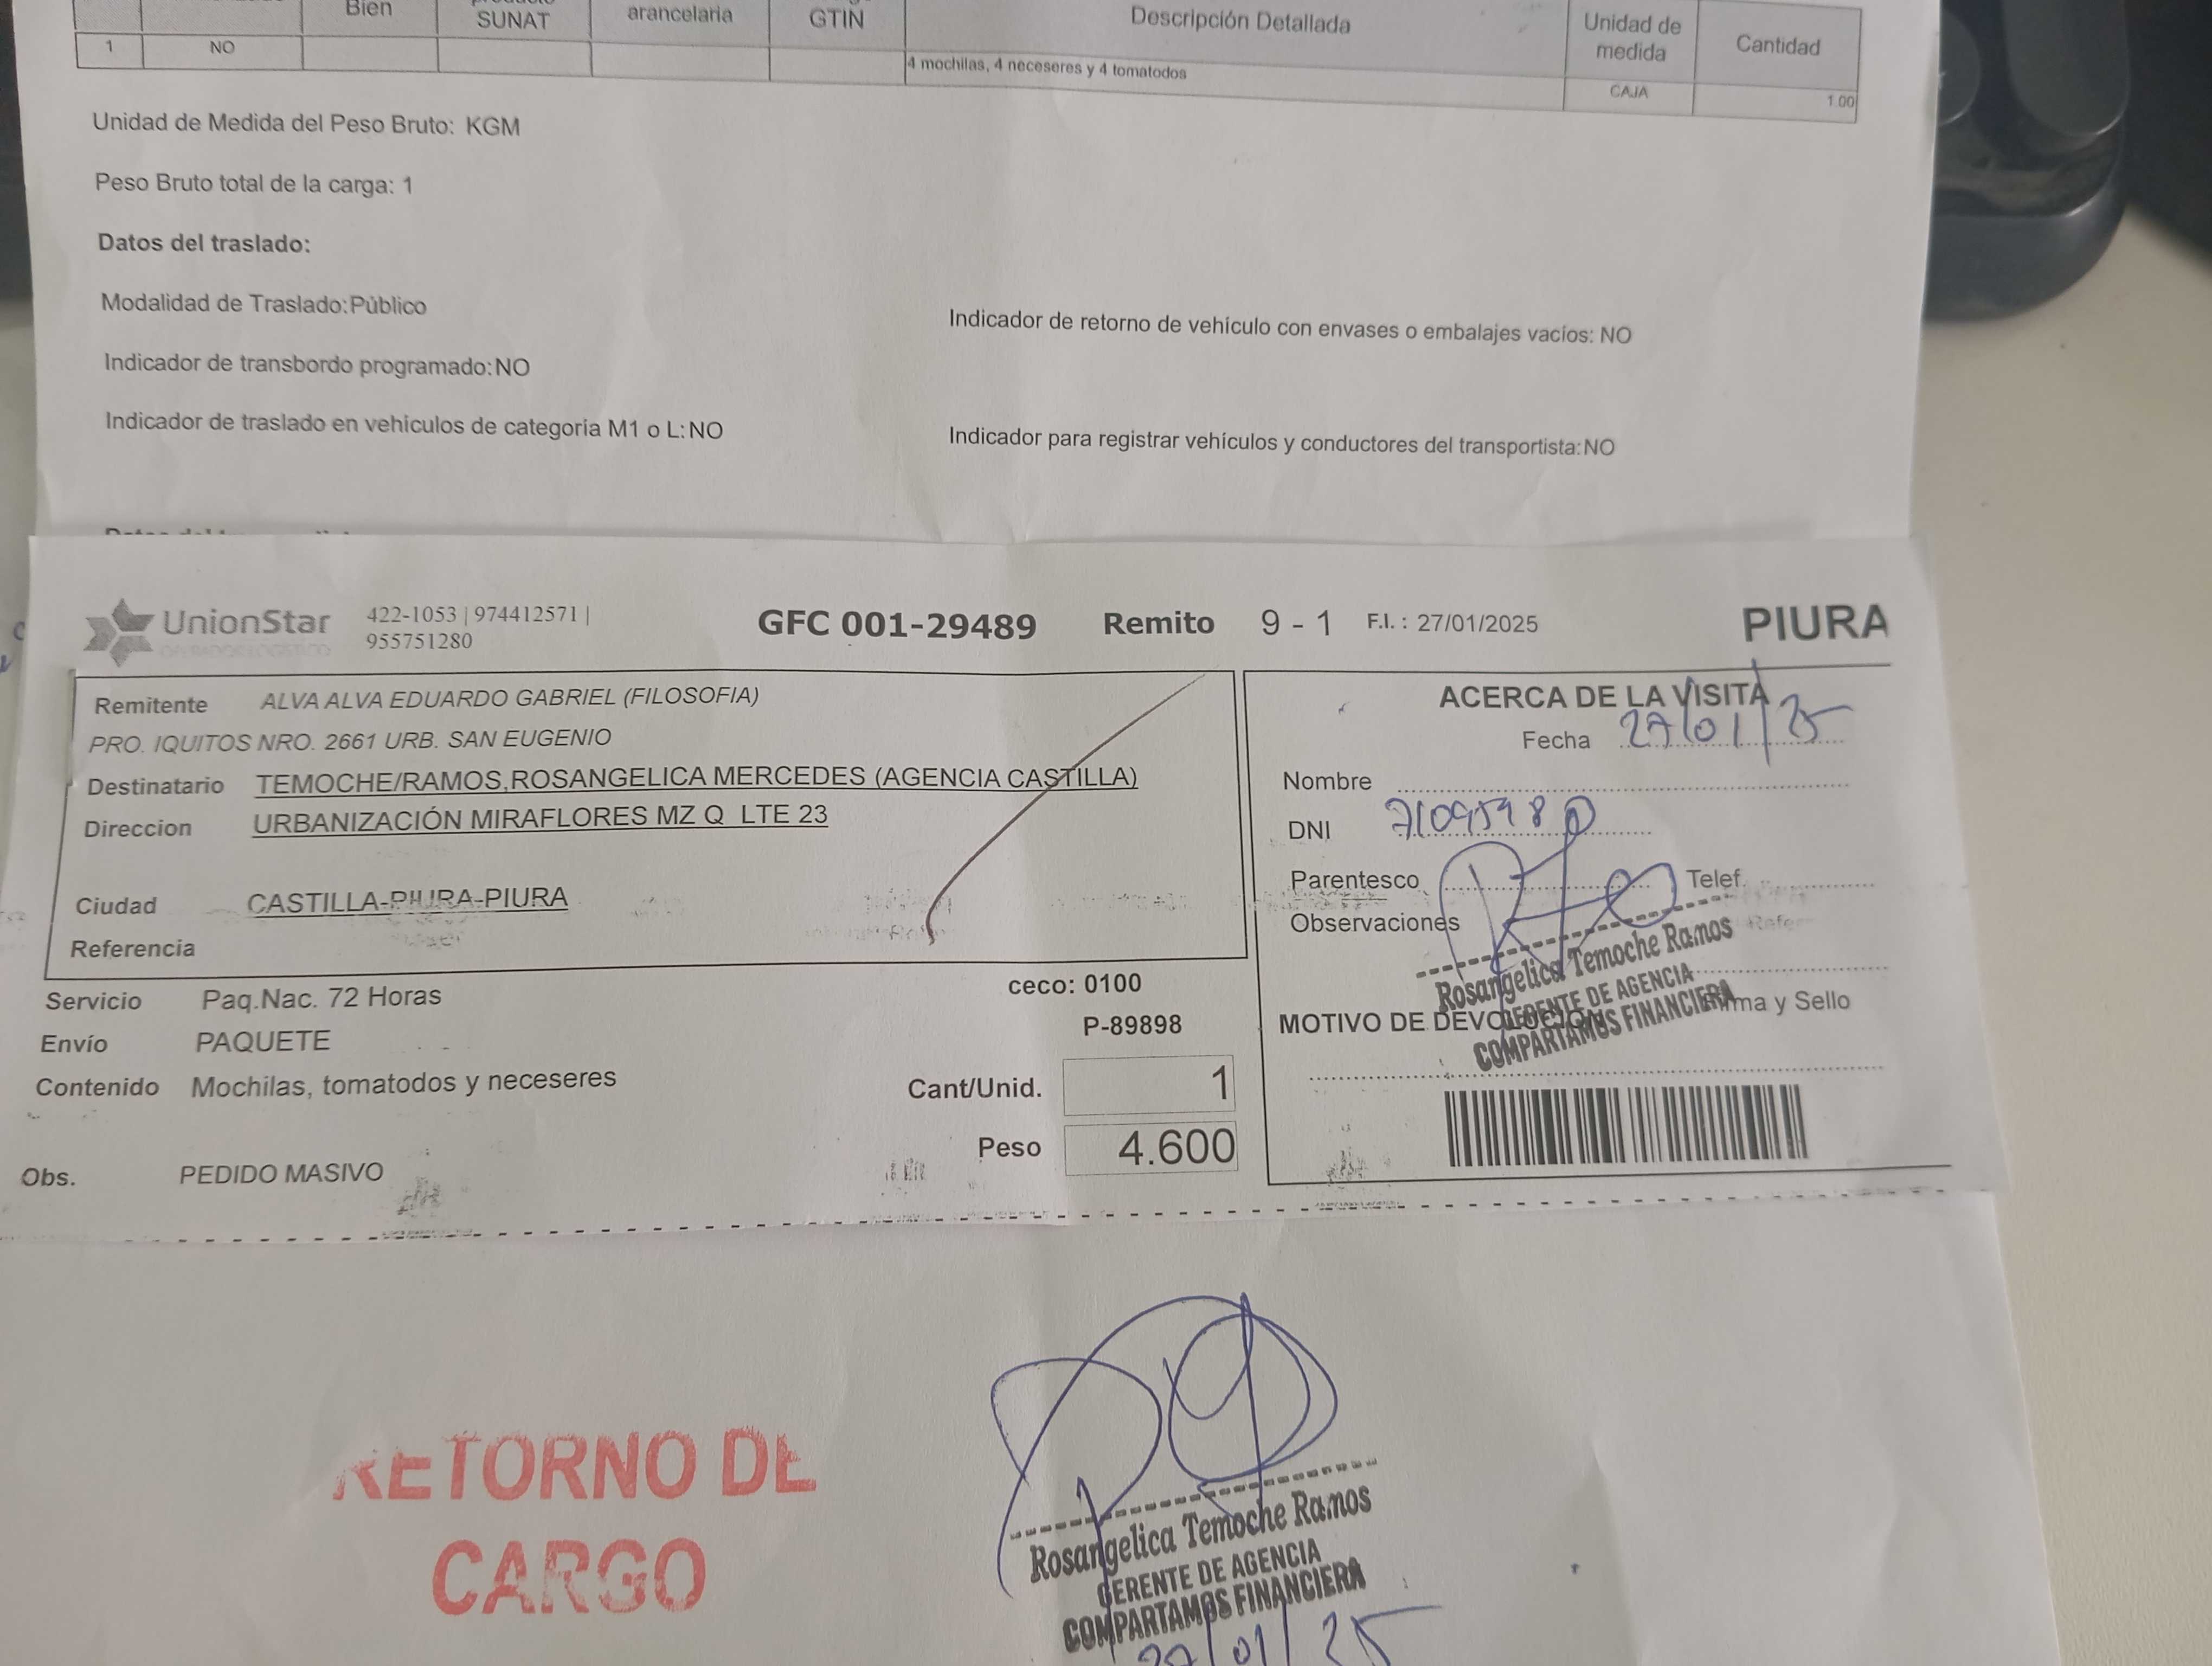 Bien SUNAT arancelaria GTIN Descripción Detallada Unidad de medida Cantidad
1 NO 4 mochilas, 4 neceseres y 4 tomatodos CAJA 1.00
Unidad de Medida del Peso Bruto: KGM
Peso Bruto total de la carga: 1
Datos del traslado:
Modalidad de Traslado:Público
Indicador de retorno de vehículo con envases o embalajes vacíos: NO
Indicador de transbordo programado:NO
Indicador de traslado en vehículos de categoría M1 o L:NO
Indicador para registrar vehículos y conductores del transportista:NO
UnionStar
422-1053 | 974412571 |
955751280
GFC 001-29489 Remito 9 - 1 F.I. : 27/01/2025 PIURA
Remitente ALVA ALVA EDUARDO GABRIEL (FILOSOFIA)
PRO. IQUITOS NRO. 2661 URB. SAN EUGENIO
Destinatario TEMOCHE/RAMOS,ROSANGELICA MERCEDES (AGENCIA CASTILLA)
Direccion URBANIZACIÓN MIRAFLORES MZ Q LTE 23
Ciudad CASTILLA-PIURA-PIURA
Referencia
Servicio Paq.Nac. 72 Horas
ceco: 0100
Envío PAQUETE
P-89898
Contenido Mochilas, tomatodos y neceseres
Cant/Unid. 1
Peso 4.600
Obs. PEDIDO MASIVO
ACERCA DE LA VISITA
Fecha 27/01/25
Nombre
DNI
Parentesco Telef.
Observaciones
Rosangelica Temoche Ramos
GERENTE DE AGENCIA
COMPARTAMOS FINANCIERA
Firma y Sello
MOTIVO DE DEVOLUCION
RETORNO DE
CARGO
Rosangelica Temoche Ramos
GERENTE DE AGENCIA
COMPARTAMOS FINANCIERA
27/01/25